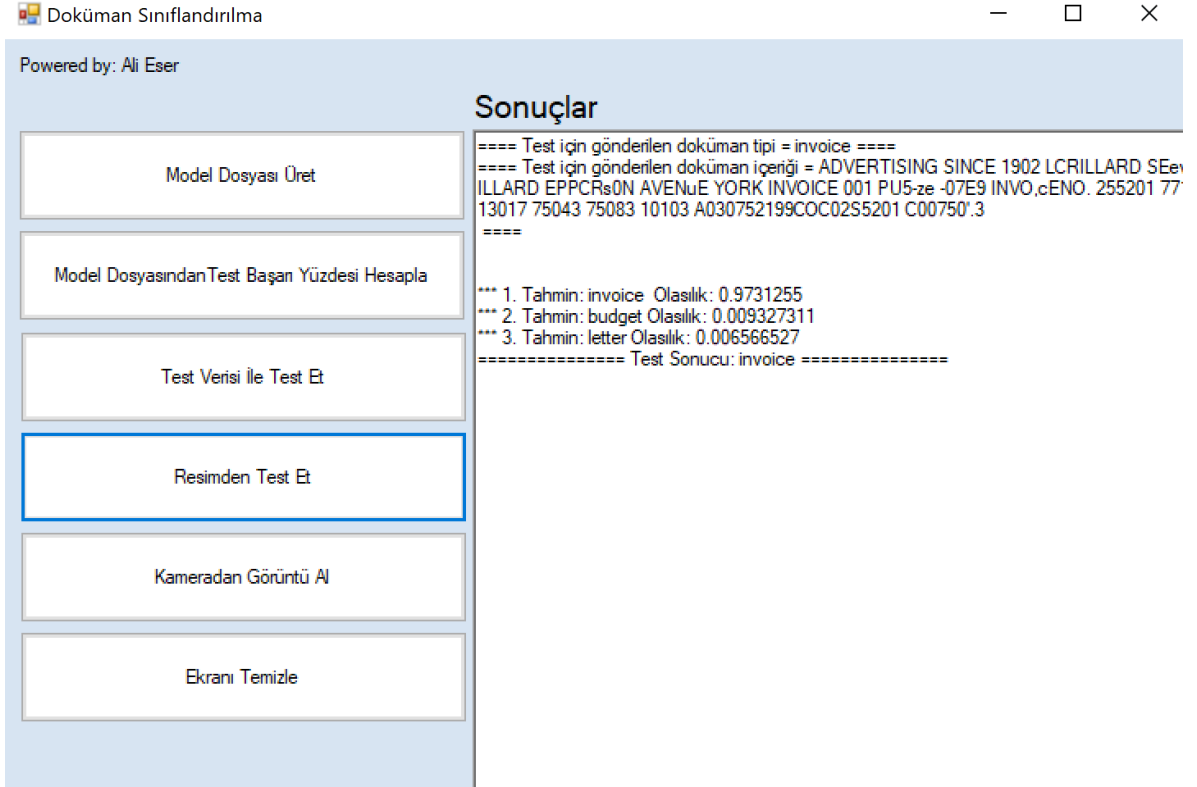 Doküman Sınıflandırılma
Powered by: Ali Eser
Model Dosyası Üret
Model DosyasındanTest Başarı Yüzdesi Hesapla
Test Verisi İle Test Et
Resimden Test Et
Kameradan Görüntü Al
Ekranı Temizle
Sonuçlar
==== Test için gönderilen doküman tipi = invoice ====
==== Test için gönderilen doküman içeriği = ADVERTISING SINCE 1902 LCRILLARD SEev
ILLARD EPPCRs0N AVENuE YORK INVOICE 001 PU5-ze -07E9 INVO,cENO. 255201 77
13017 75043 75083 10103 A030752199COC02S5201 C00750'.3
====
*** 1. Tahmin: invoice  Olasılık: 0.9731255
*** 2. Tahmin: budget Olasılık: 0.009327311
*** 3. Tahmin: letter Olasılık: 0.006566527
=============== Test Sonucu: invoice ===============